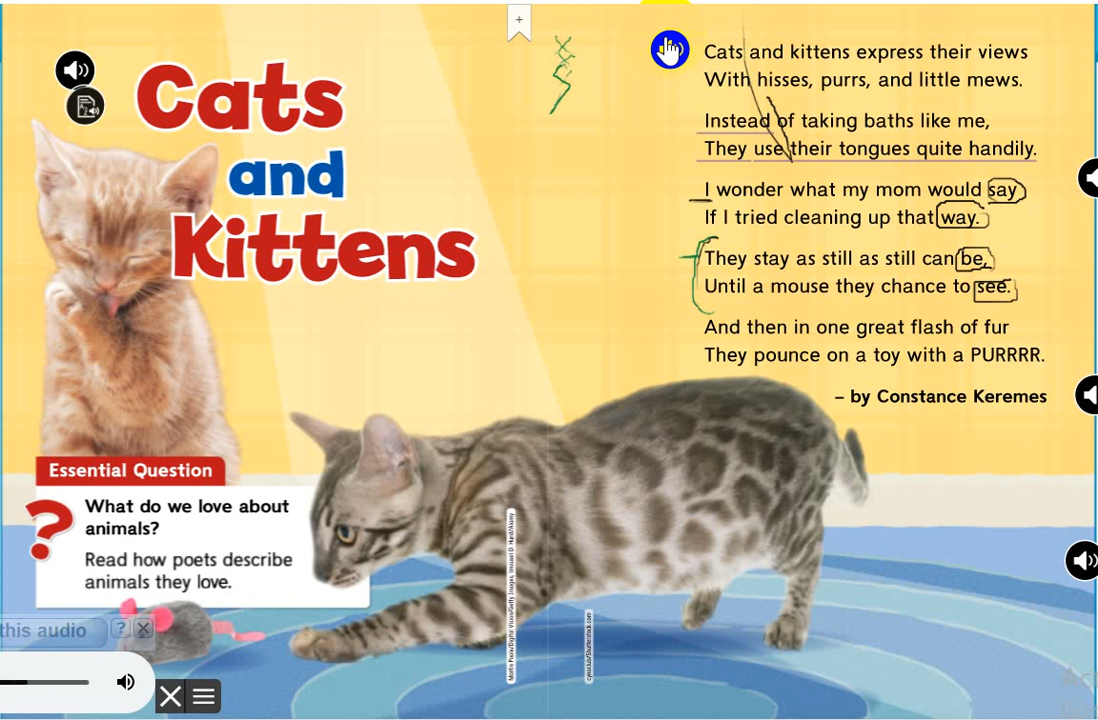 Cats
and
Kittens
Essential Question
?
What do we love about
animals?
Read how poets describe
animals they love.
this audio
?
+
Cats and kittens express their views
With hisses, purrs, and little mews.
Instead of taking baths like me,
They use their tongues quite handily.
I wonder what my mom would say
If I tried cleaning up that way.
They stay as still as still can be,
Until a mouse they chance to see.
And then in one great flash of fur
They pounce on a toy with a PURRRR.
– by Constance Keremes